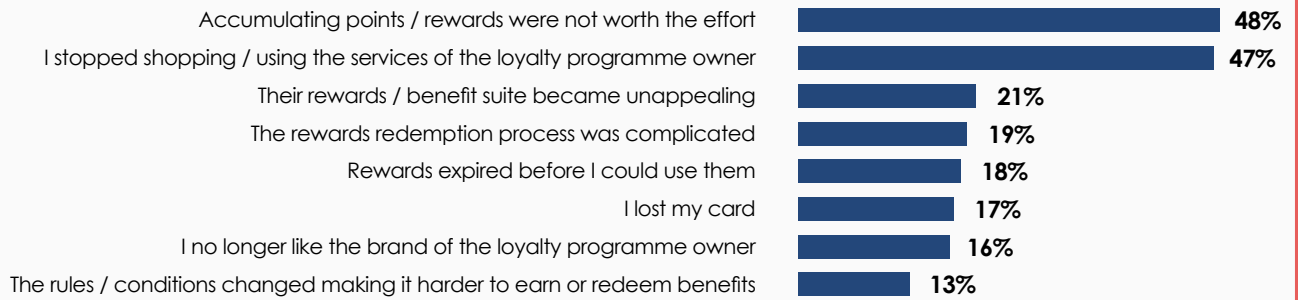 Accumulating points / rewards were not worth the effort 48%
I stopped shopping / using the services of the loyalty programme owner 47%
Their rewards / benefit suite became unappealing 21%
The rewards redemption process was complicated 19%
Rewards expired before I could use them 18%
I lost my card 17%
I no longer like the brand of the loyalty programme owner 16%
The rules / conditions changed making it harder to earn or redeem benefits 13%